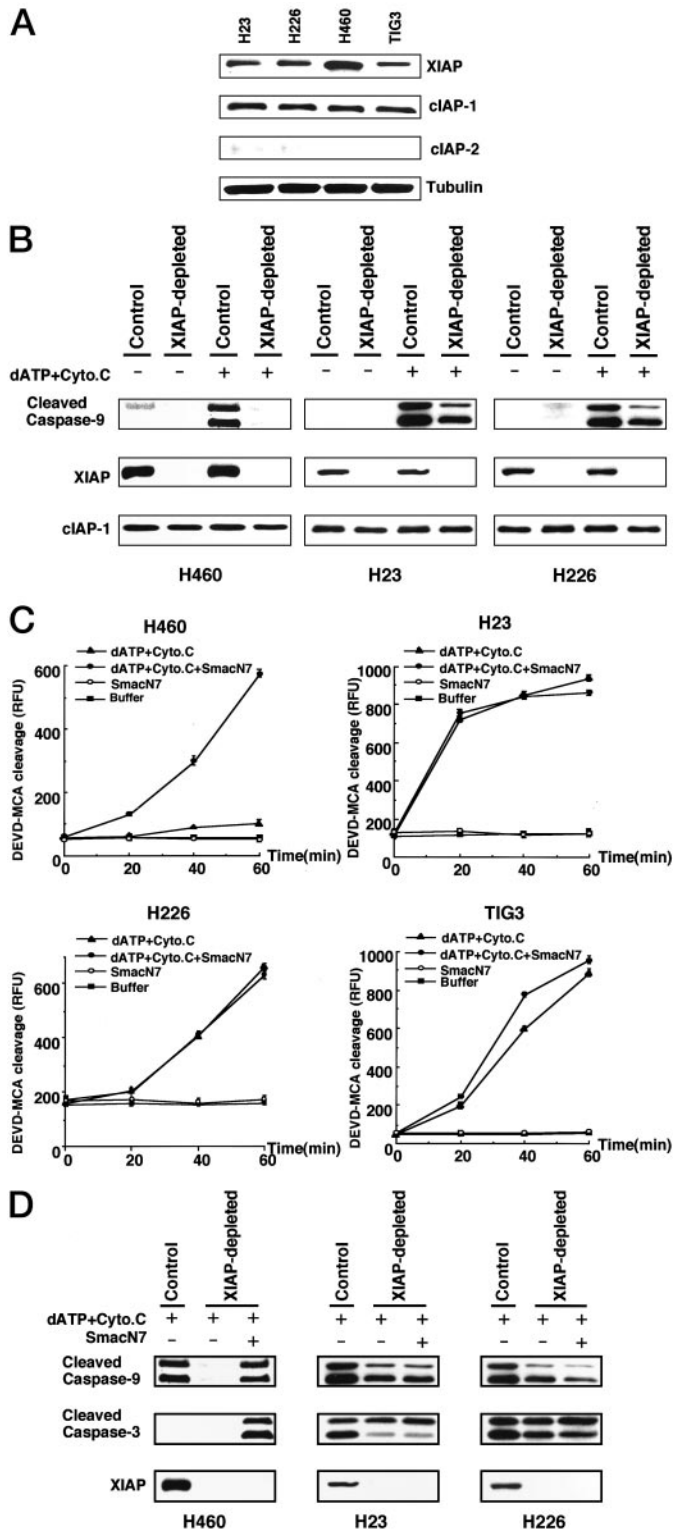 A
H23 H226 H460 TIG3
XIAP
cIAP-1
cIAP-2
Tubulin
B
Control XIAP-depleted Control XIAP-depleted Control XIAP-depleted Control XIAP-depleted Control XIAP-depleted Control XIAP-depleted
dATP+Cyto.C - - + + - - + + - - + +
Cleaved
Caspase-9
XIAP
cIAP-1
H460 H23 H226
C
H460
dATP+Cyto.C
dATP+Cyto.C+SmacN7
SmacN7
Buffer
DEVD-MCA cleavage (RFU)
600
400
200
0
0 20 40 60
Time(min)
H23
dATP+Cyto.C
dATP+Cyto.C+SmacN7
SmacN7
Buffer
DEVD-MCA cleavage (RFU)
1000
800
600
400
200
0
0 20 40 60
Time(min)
H226
dATP+Cyto.C
dATP+Cyto.C+SmacN7
SmacN7
Buffer
DEVD-MCA cleavage (RFU)
600
400
200
0
0 20 40 60
Time(min)
TIG3
dATP+Cyto.C
dATP+Cyto.C+SmacN7
SmacN7
Buffer
DEVD-MCA cleavage (RFU)
1000
800
600
400
200
0
0 20 40 60
Time(min)
D
Control XIAP-depleted Control XIAP-depleted Control XIAP-depleted
dATP+Cyto.C + + + + + + + + +
SmacN7 - - + - - + - - +
Cleaved
Caspase-9
Cleaved
Caspase-3
XIAP
H460 H23 H226